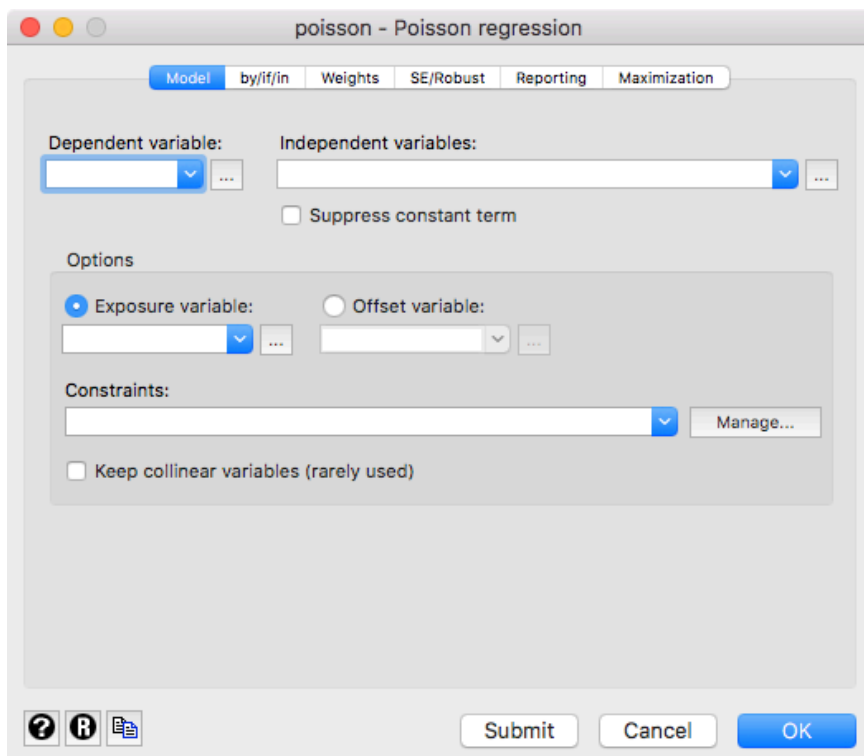 poisson - Poisson regression
Model by/if/in Weights SE/Robust Reporting Maximization
Dependent variable: Independent variables:
... ...
Suppress constant term
Options
Exposure variable: Offset variable:
... ...
Constraints:
Manage...
Keep collinear variables (rarely used)
? R Submit Cancel OK